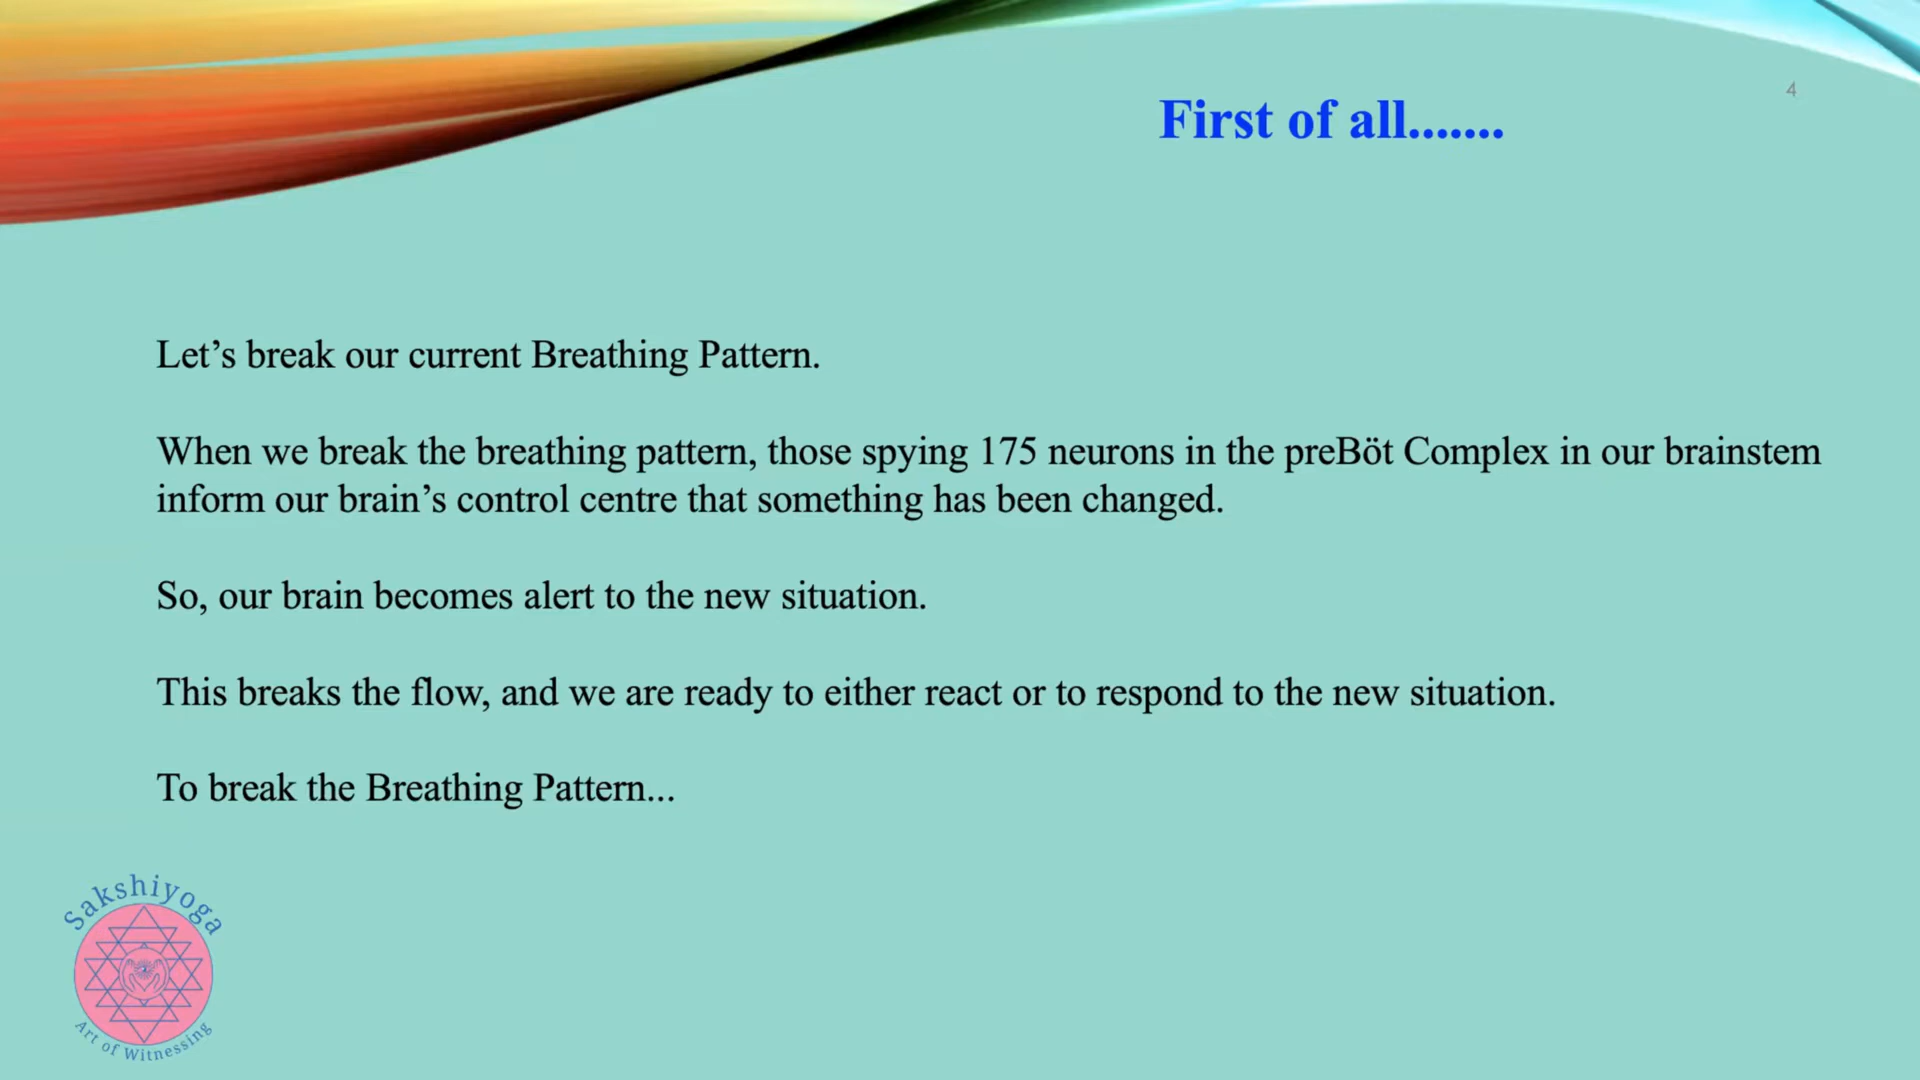 4
First of all.......
Let’s break our current Breathing Pattern.
When we break the breathing pattern, those spying 175 neurons in the preBöt Complex in our brainstem
inform our brain’s control centre that something has been changed.
So, our brain becomes alert to the new situation.
This breaks the flow, and we are ready to either react or to respond to the new situation.
To break the Breathing Pattern...
Sakshiyoga
Art of Witnessing